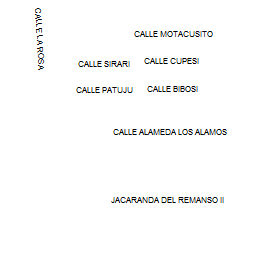 CALLE LA ROSA
CALLE MOTACUSITO
CALLE SIRARI
CALLE CUPESI
CALLE PATUJU
CALLE BIBOSI
CALLE ALAMEDA LOS ALAMOS
JACARANDA DEL REMANSO II